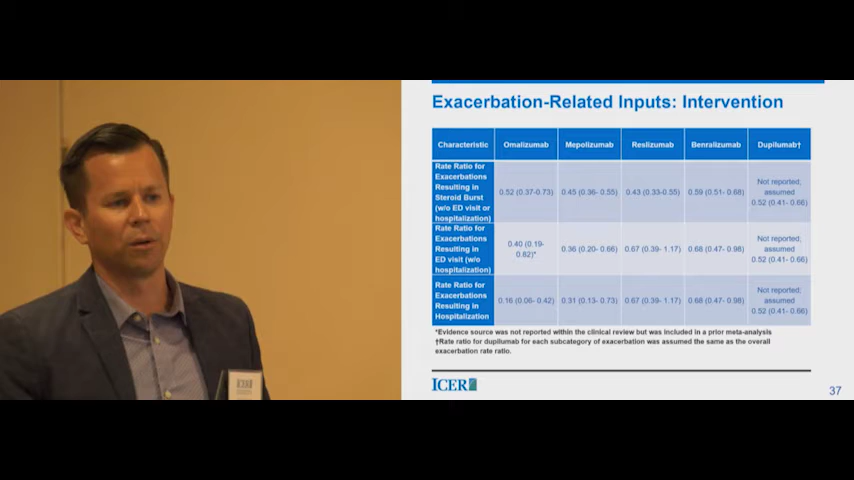 Exacerbation-Related Inputs: Intervention
Characteristic Omalizumab Mepolizumab Reslizumab Benralizumab Dupilumab†
Rate Ratio for
Exacerbations
Resulting in
Steroid Burst
(w/o ED visit or
hospitalization)
0.52 (0.37-0.73) 0.45 (0.36- 0.55) 0.43 (0.33-0.55) 0.59 (0.51- 0.68)
Not reported;
assumed
0.52 (0.41- 0.66)
Rate Ratio for
Exacerbations
Resulting in
ED visit (w/o
hospitalization)
0.40 (0.19-
0.82)*
0.36 (0.20- 0.66) 0.67 (0.39- 1.17) 0.68 (0.47- 0.98)
Not reported;
assumed
0.52 (0.41- 0.66)
Rate Ratio for
Exacerbations
Resulting in
Hospitalization
0.16 (0.06- 0.42) 0.31 (0.13- 0.73) 0.67 (0.39- 1.17) 0.68 (0.47- 0.98)
Not reported;
assumed
0.52 (0.41- 0.66)
*Evidence source was not reported within the clinical review but was included in a prior meta-analysis
†Rate ratio for dupilumab for each subcategory of exacerbation was assumed the same as the overall
exacerbation rate ratio.
ICER
37
ICER